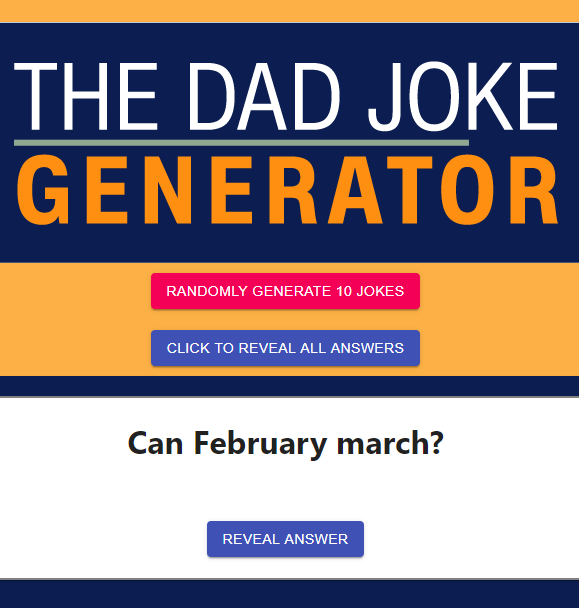 THE DAD JOKE
GENERATOR
RANDOMLY GENERATE 10 JOKES
CLICK TO REVEAL ALL ANSWERS
Can February march?
REVEAL ANSWER